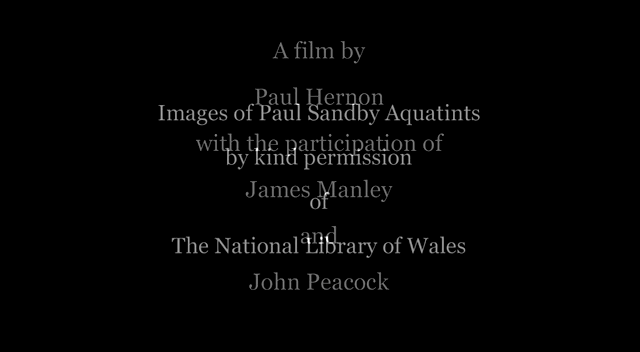 A film by
Paul Hernon
Images of Paul Sandby Aquatints
with the participation of
by kind permission
James Manley
of
and
The National Library of Wales
John Peacock